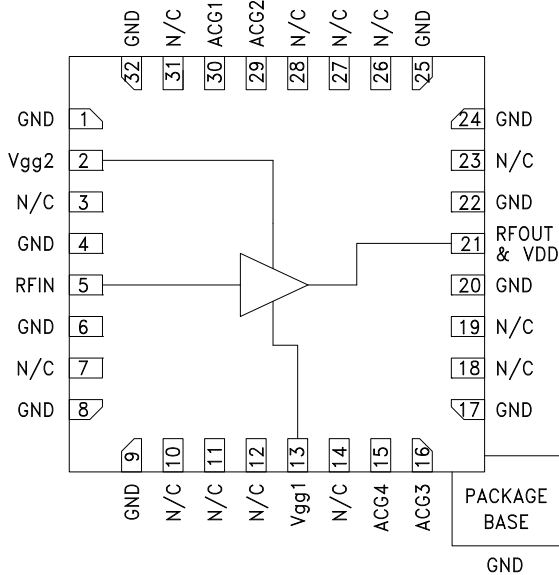 GND N/C ACG1 ACG2 N/C N/C N/C GND
32 31 30 29 28 27 26 25
GND 1
Vgg2 2
N/C 3
GND 4
RFIN 5
GND 6
N/C 7
GND 8
24 GND
23 N/C
22 GND
21 RFOUT
& VDD
20 GND
19 N/C
18 N/C
17 GND
9 10 11 12 13 14 15 16
GND N/C N/C N/C Vgg1 N/C ACG4 ACG3
PACKAGE
BASE
GND